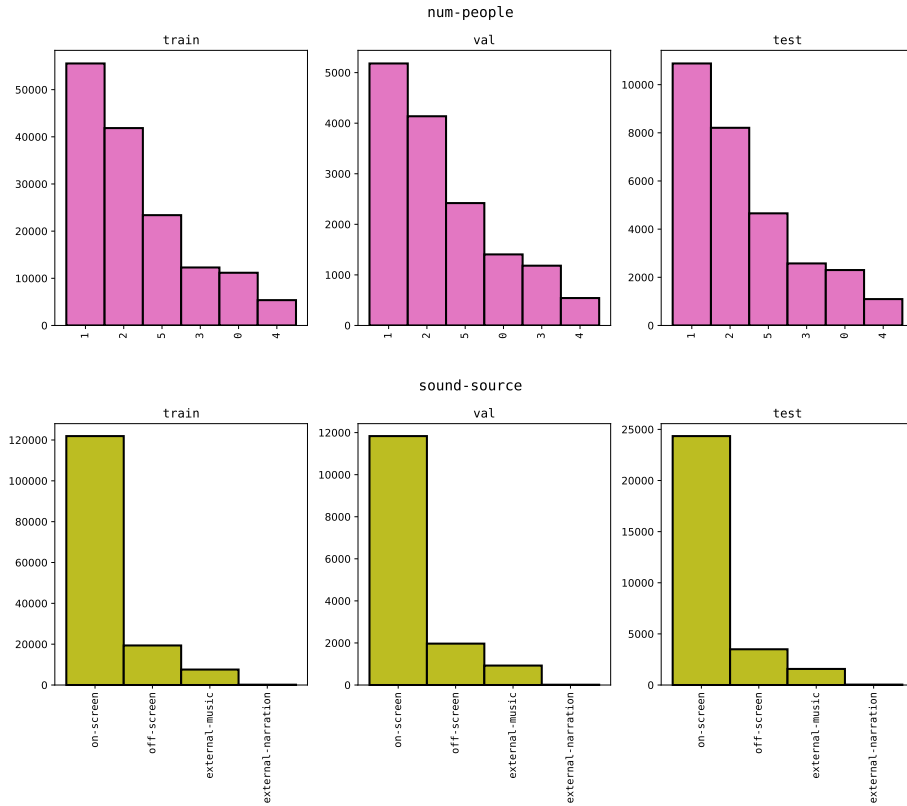 num-people
train
val
test
50000
40000
30000
20000
10000
0
1
2
5
3
0
4
5000
4000
3000
2000
1000
0
1
2
5
0
3
4
10000
8000
6000
4000
2000
0
1
2
5
3
0
4
sound-source
train
val
test
120000
100000
80000
60000
40000
20000
0
on-screen
off-screen
external-music
external-narration
12000
10000
8000
6000
4000
2000
0
on-screen
off-screen
external-music
external-narration
25000
20000
15000
10000
5000
0
on-screen
off-screen
external-music
external-narration